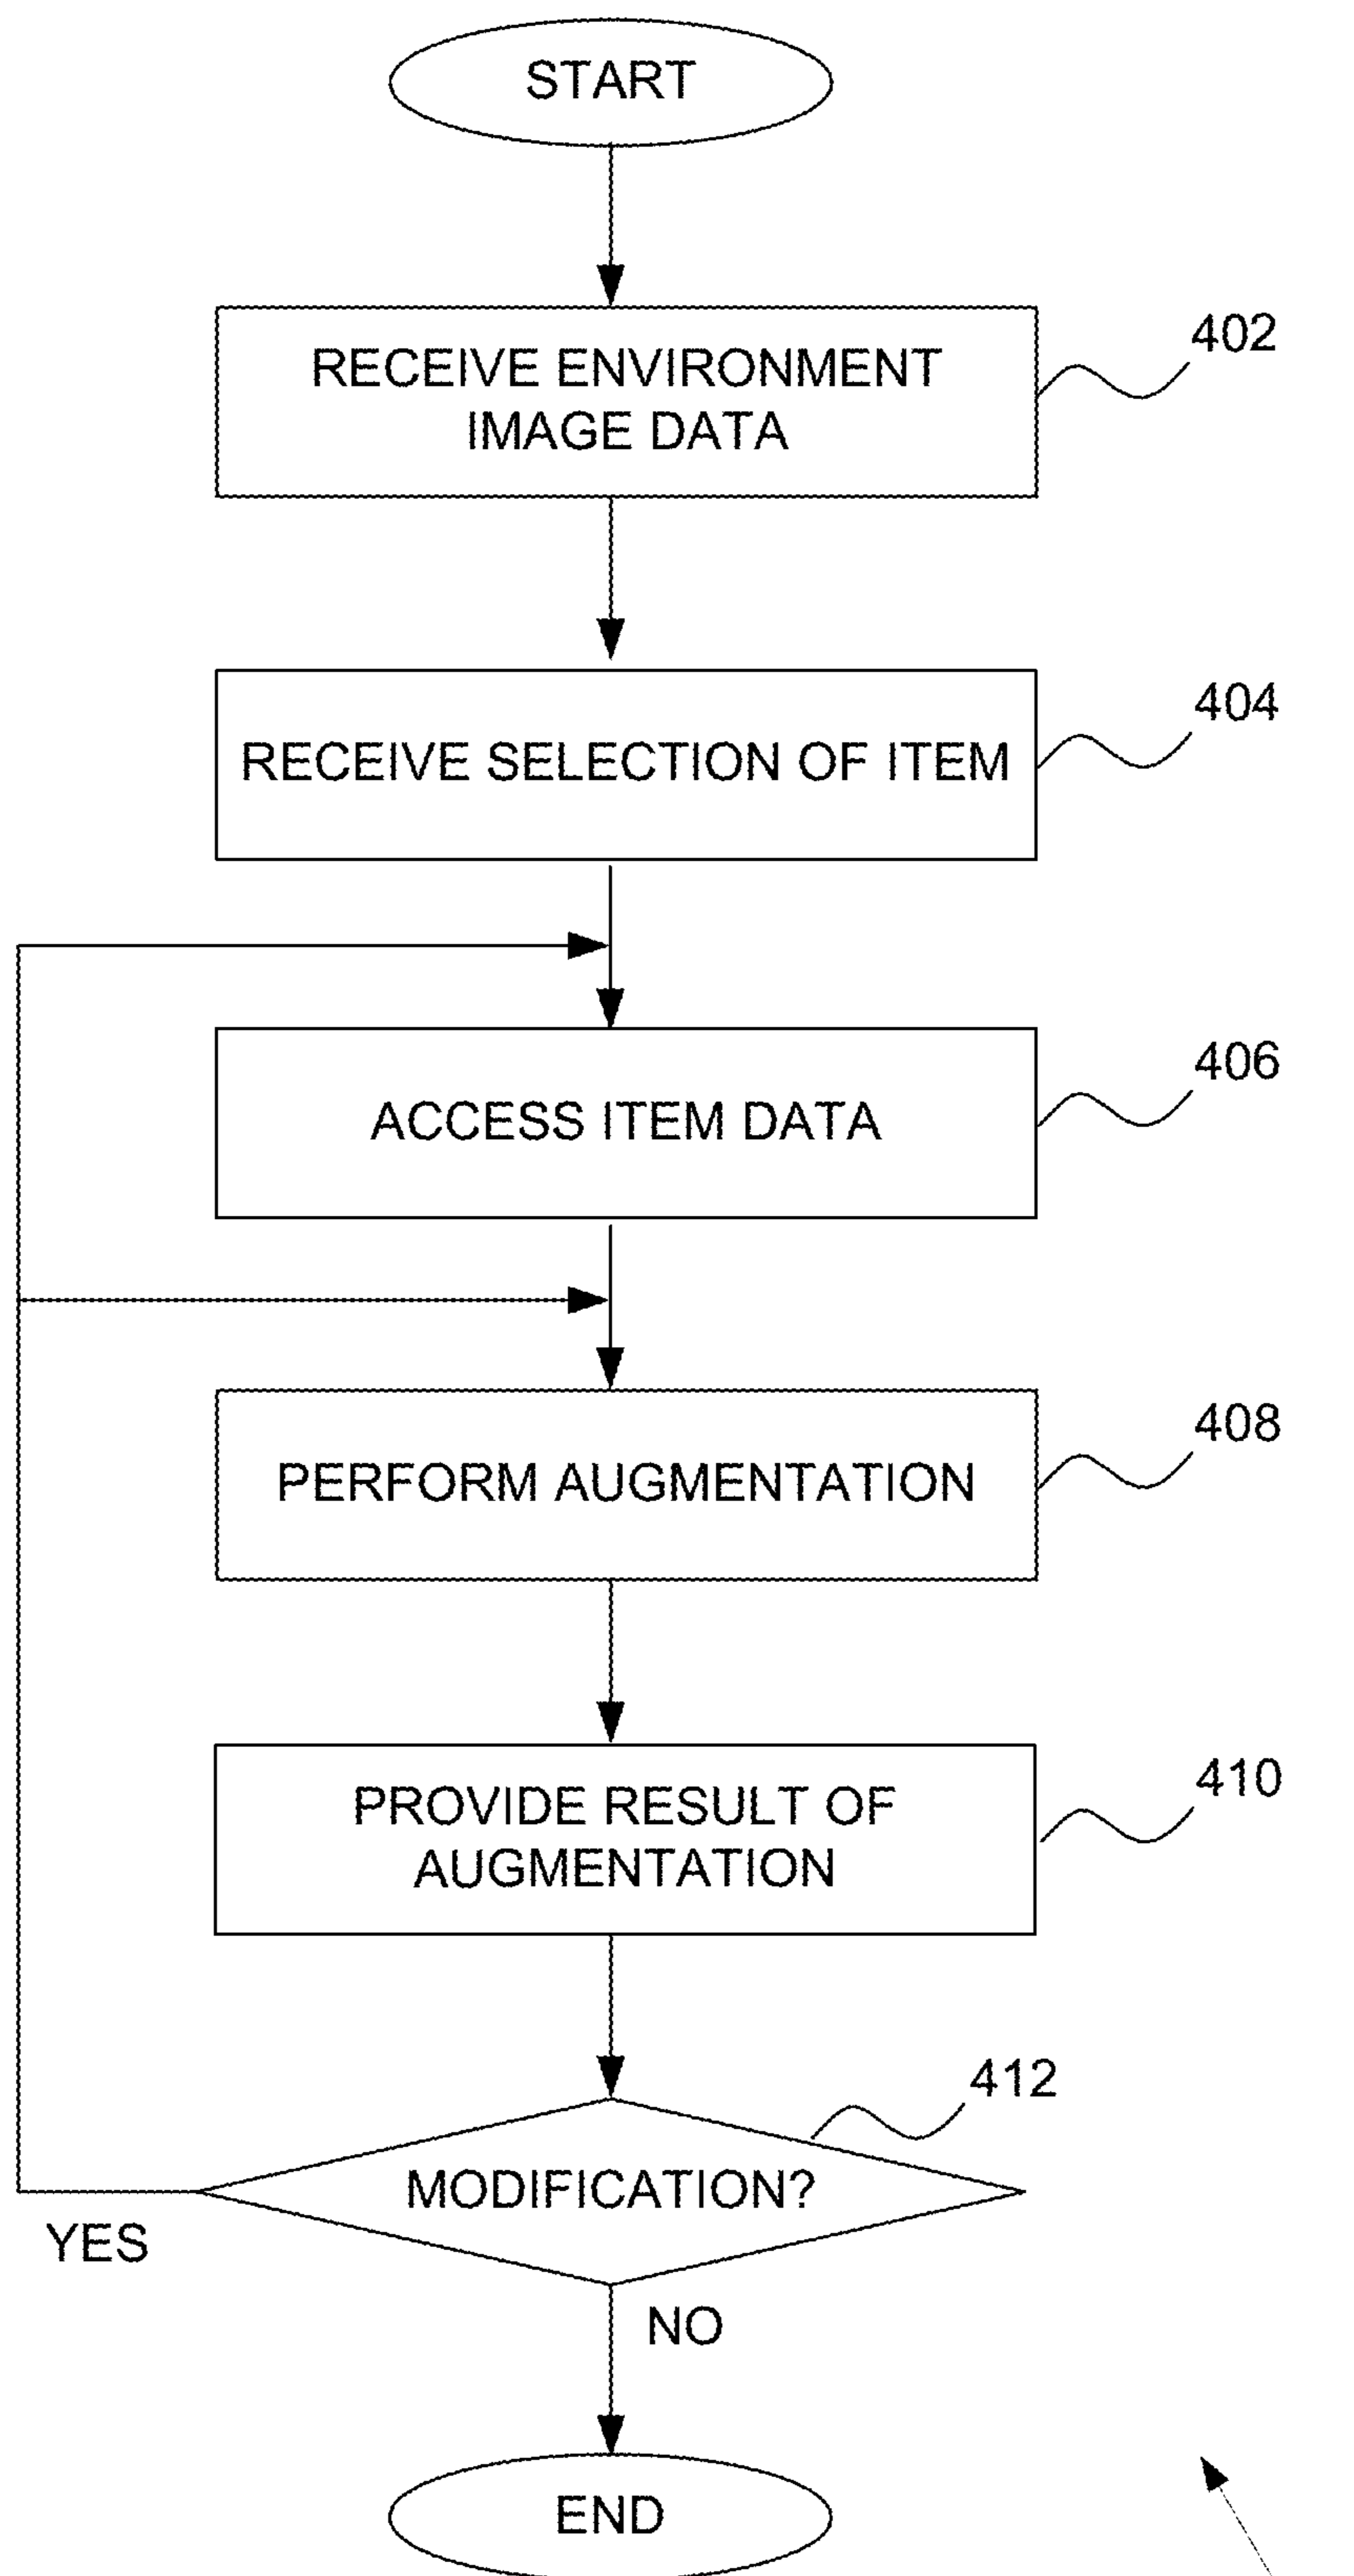 START
RECEIVE ENVIRONMENT
IMAGE DATA
402
RECEIVE SELECTION OF ITEM
404
ACCESS ITEM DATA
406
PERFORM AUGMENTATION
408
PROVIDE RESULT OF
AUGMENTATION
410
412
MODIFICATION?
YES
NO
END